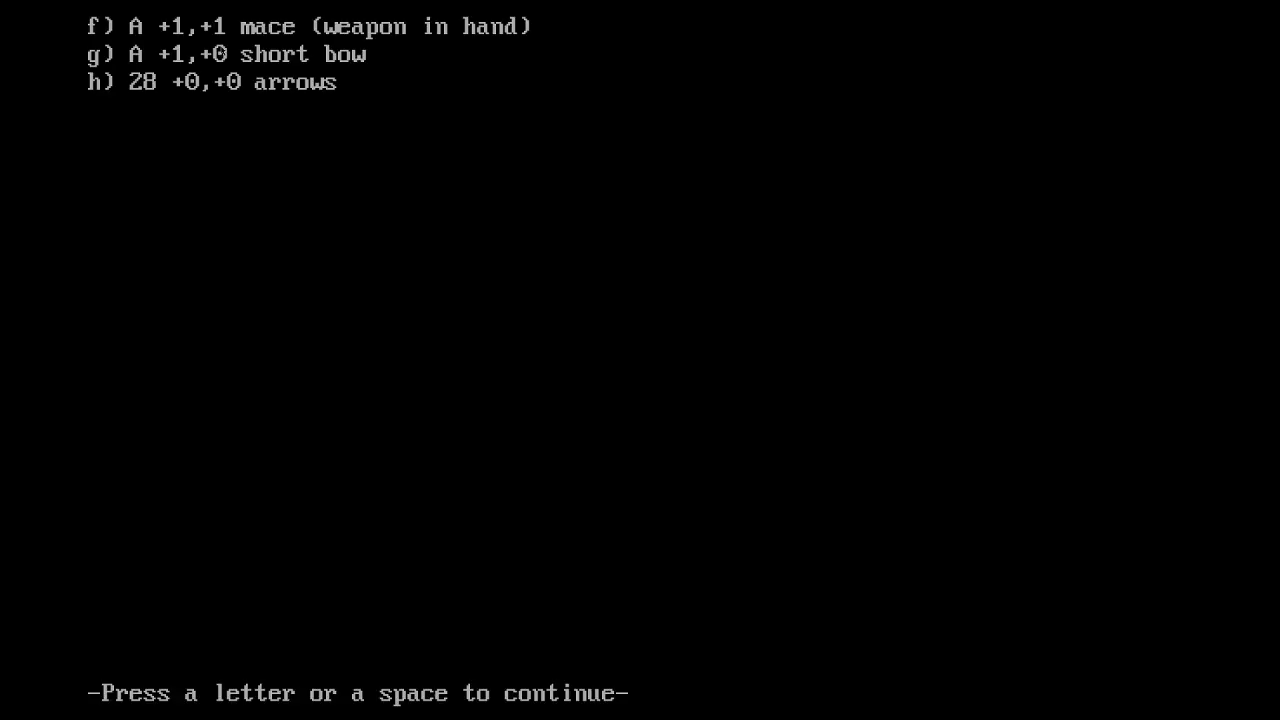 f) A +1,+1 mace (weapon in hand)
g) A +1,+0 short bow
h) 28 +0,+0 arrows
-Press a letter or a space to continue-